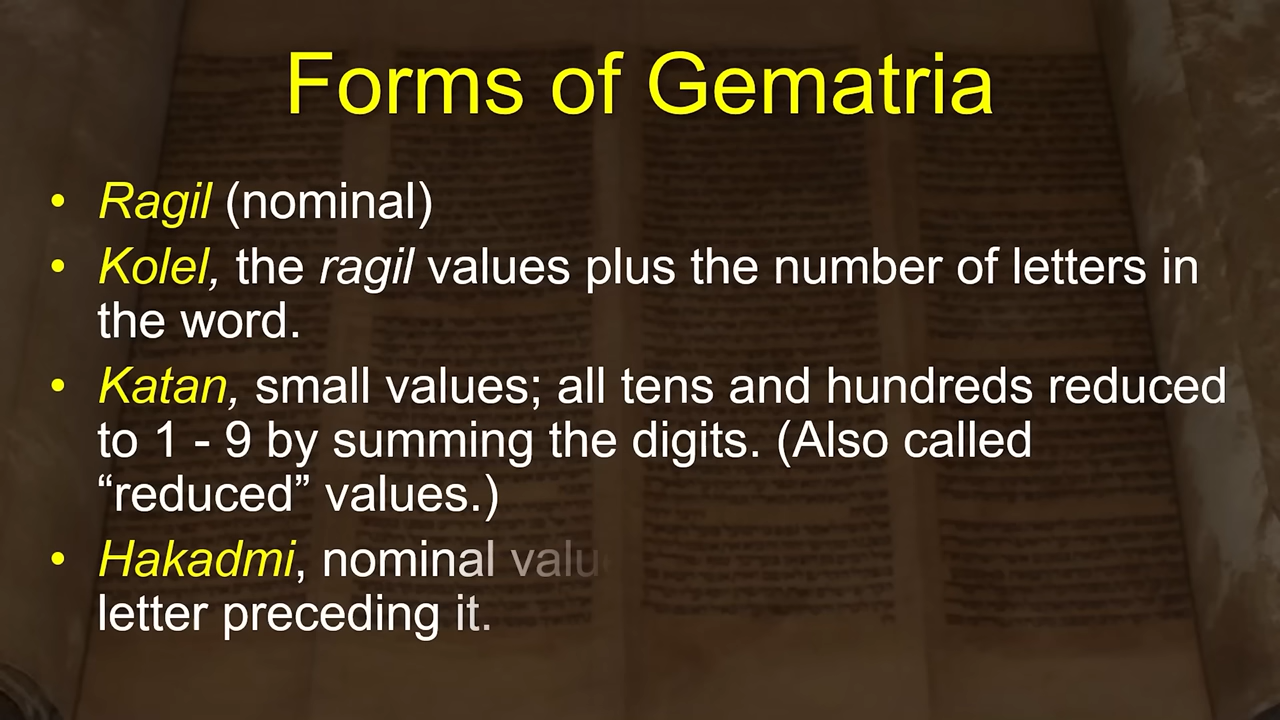 Forms of Gematria
• Ragil (nominal)
• Kolel, the ragil values plus the number of letters in
the word.
• Katan, small values; all tens and hundreds reduced
to 1 - 9 by summing the digits. (Also called
“reduced” values.)
• Hakadmi, nominal
letter preceding it.